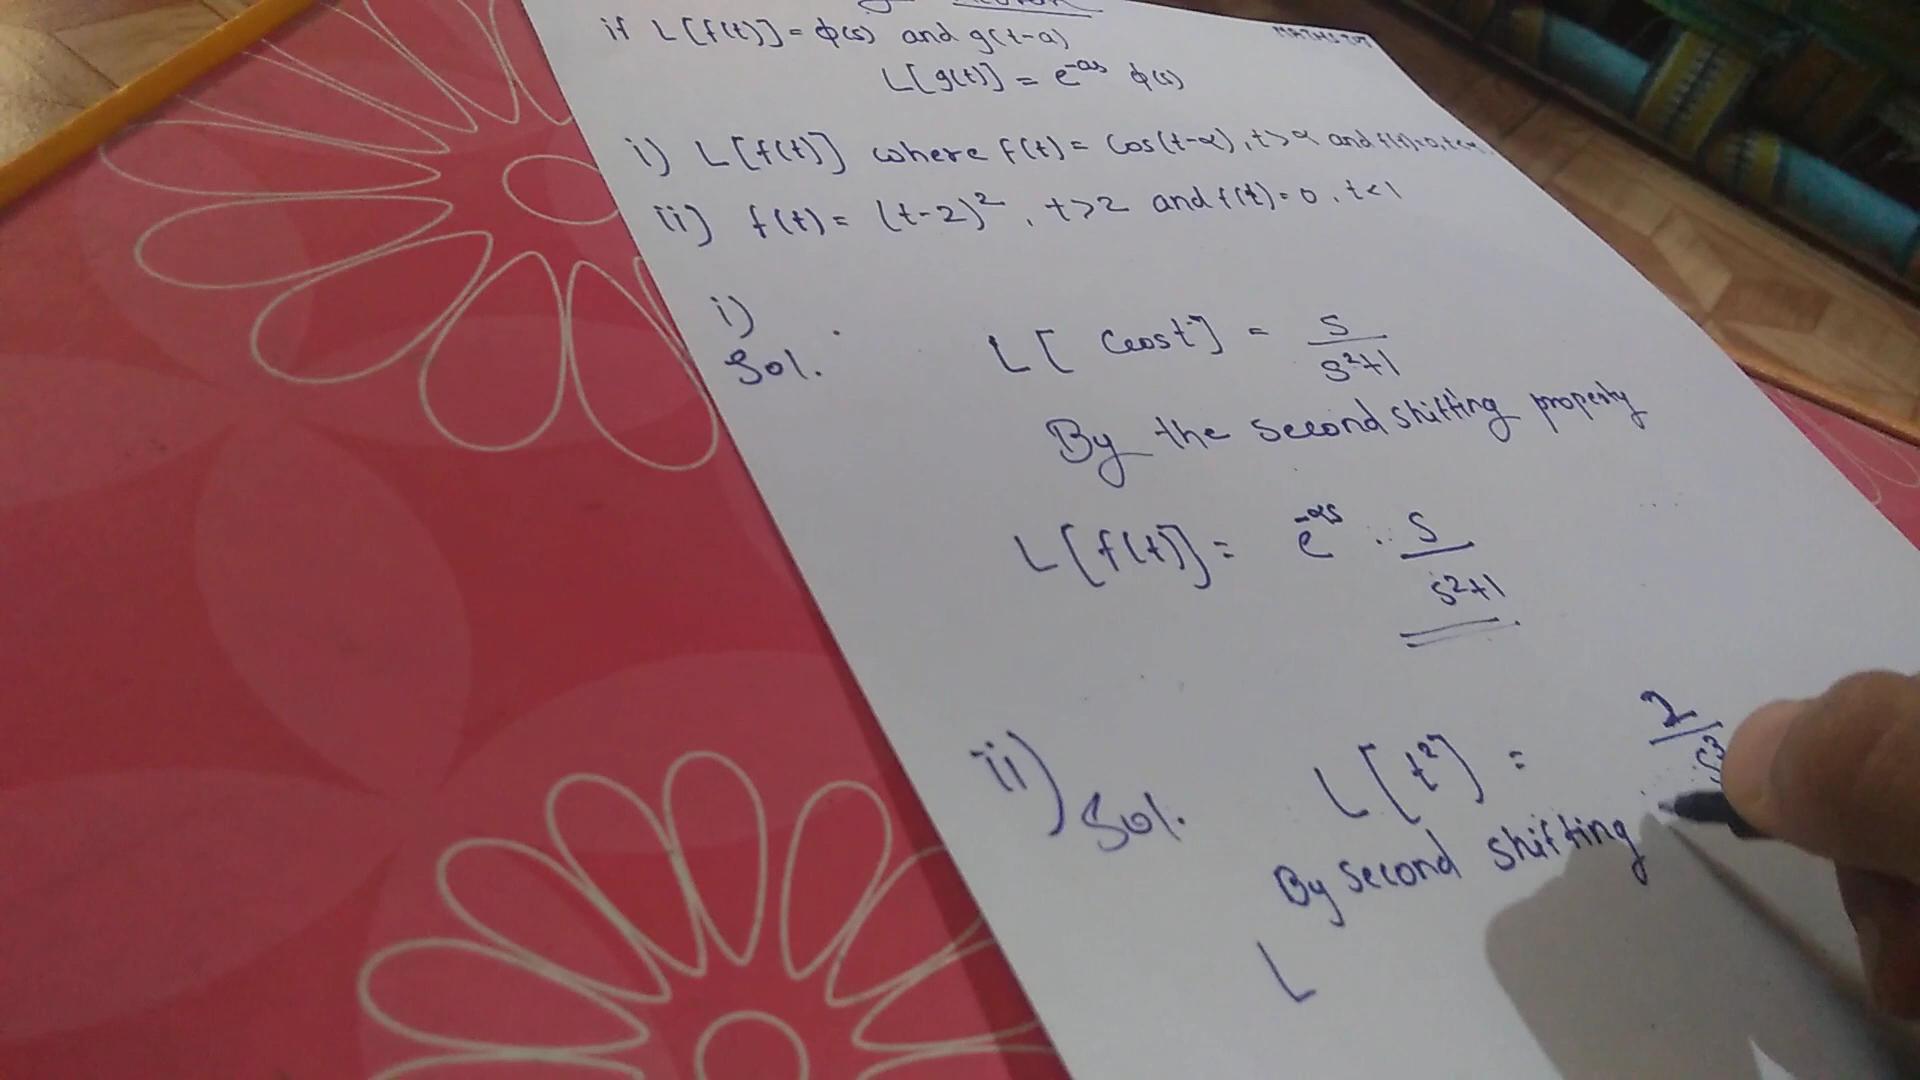 if L[f(t)] = φ(s) and g(t-a)
L[g(t)] = e^-as φ(s)
i) L[f(t)] where f(t) = Cos(t-α), t>α and f(t)=0, t<α
ii) f(t) = (t-2)², t>2 and f(t)=0, t<1
i)
Sol.
L[Cost] = s/(s²+1)
By the second shifting property
L[f(t)] = e^-αs . s/(s²+1)
ii) Sol.
L[t²] = 2/s³
By second shifting
L